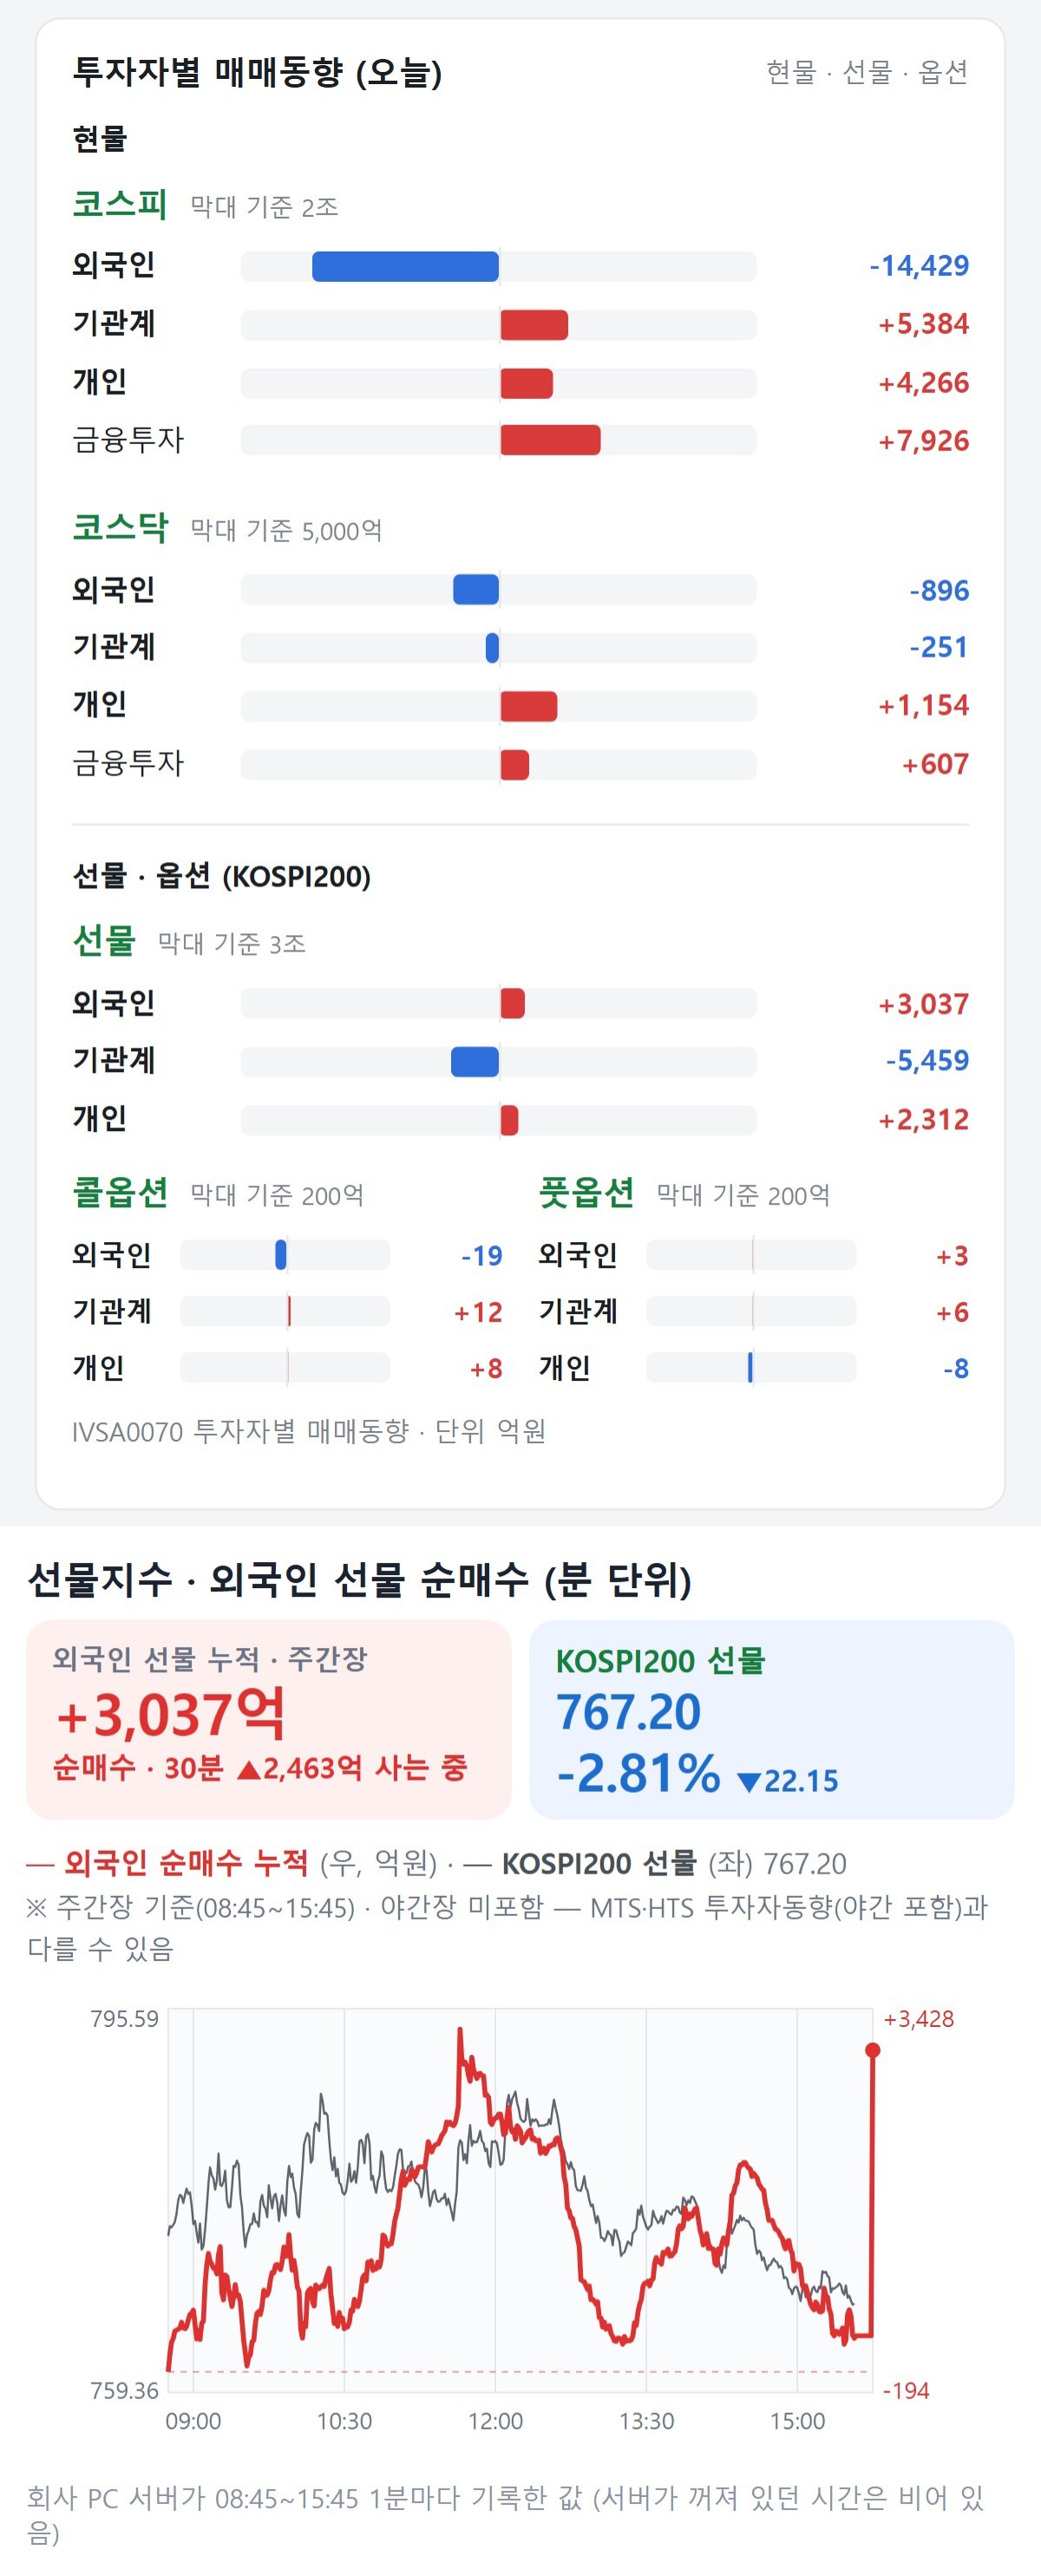 투자자별 매매동향 (오늘)
현물 · 선물 · 옵션
현물
코스피 막대 기준 2조
외국인 -14,429
기관계 +5,384
개인 +4,266
금융투자 +7,926
코스닥 막대 기준 5,000억
외국인 -896
기관계 -251
개인 +1,154
금융투자 +607
선물 · 옵션 (KOSPI200)
선물 막대 기준 3조
외국인 +3,037
기관계 -5,459
개인 +2,312
콜옵션 막대 기준 200억
외국인 -19
기관계 +12
개인 +8
풋옵션 막대 기준 200억
외국인 +3
기관계 +6
개인 -8
IVSA0070 투자자별 매매동향 · 단위 억원
선물지수 · 외국인 선물 순매수 (분 단위)
외국인 선물 누적 · 주간장
+3,037억
순매수 · 30분 ▲2,463억 사는 중
KOSPI200 선물
767.20
-2.81% ▼22.15
— 외국인 순매수 누적 (우, 억원) · — KOSPI200 선물 (좌) 767.20
※ 주간장 기준(08:45~15:45) · 야간장 미포함 — MTS·HTS 투자자동향(야간 포함)과
다를 수 있음
795.59
+3,428
759.36
-194
09:00 10:30 12:00 13:30 15:00
회사 PC 서버가 08:45~15:45 1분마다 기록한 값 (서버가 꺼져 있던 시간은 비어 있
음)